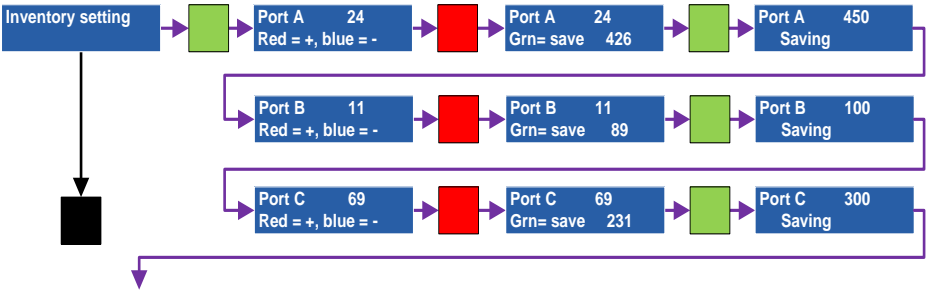 Inventory setting
Port A 24
Red = +, blue = -
Port A 24
Grn= save 426
Port A 450
Saving
Port B 11
Red = +, blue = -
Port B 11
Grn= save 89
Port B 100
Saving
Port C 69
Red = +, blue = -
Port C 69
Grn= save 231
Port C 300
Saving